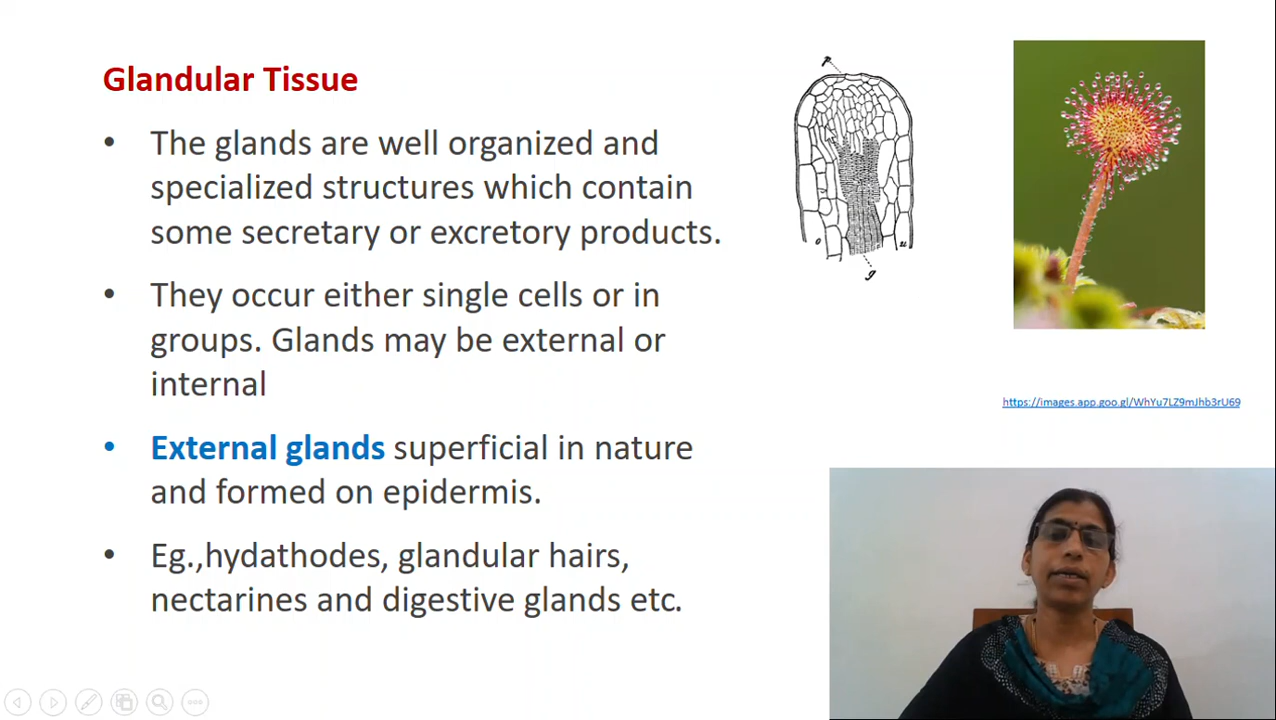 Glandular Tissue
• The glands are well organized and
specialized structures which contain
some secretary or excretory products.
• They occur either single cells or in
groups. Glands may be external or
internal
• External glands superficial in nature
and formed on epidermis.
• Eg.,hydathodes, glandular hairs,
nectarines and digestive glands etc.
p
g
https://images.app.goo.gl/WhYu7LZ9mJhb3rU69